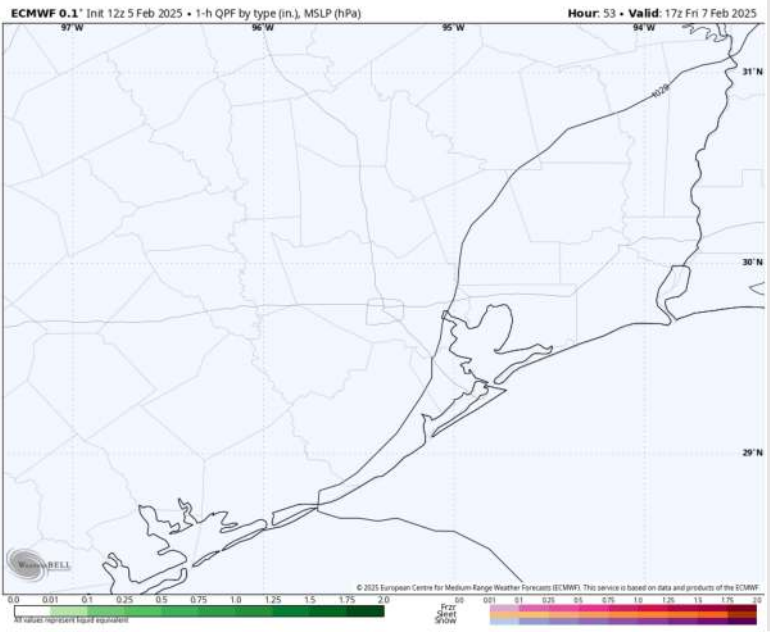 ECMWF 0.1° Init 12z 5 Feb 2025 • 1-h QPF by type (in.), MSLP (hPa)
Hour: 53 • Valid: 17z Fri 7 Feb 2025
97°W 96°W 95°W 94°W
31°N
1020
30°N
29°N
WeatherBELL
© 2025 European Centre for Medium-Range Weather Forecasts (ECMWF). This service is based on data and products of the ECMWF.
0.0 0.01 0.1 0.25 0.5 0.75 1.0 1.25 1.5 1.75 2.0
All values represent liquid equivalent
0.0 0.01 0.1 0.25 0.5 0.75 1.0 1.25 1.5 1.75 2.0
Frzr
Sleet
Snow